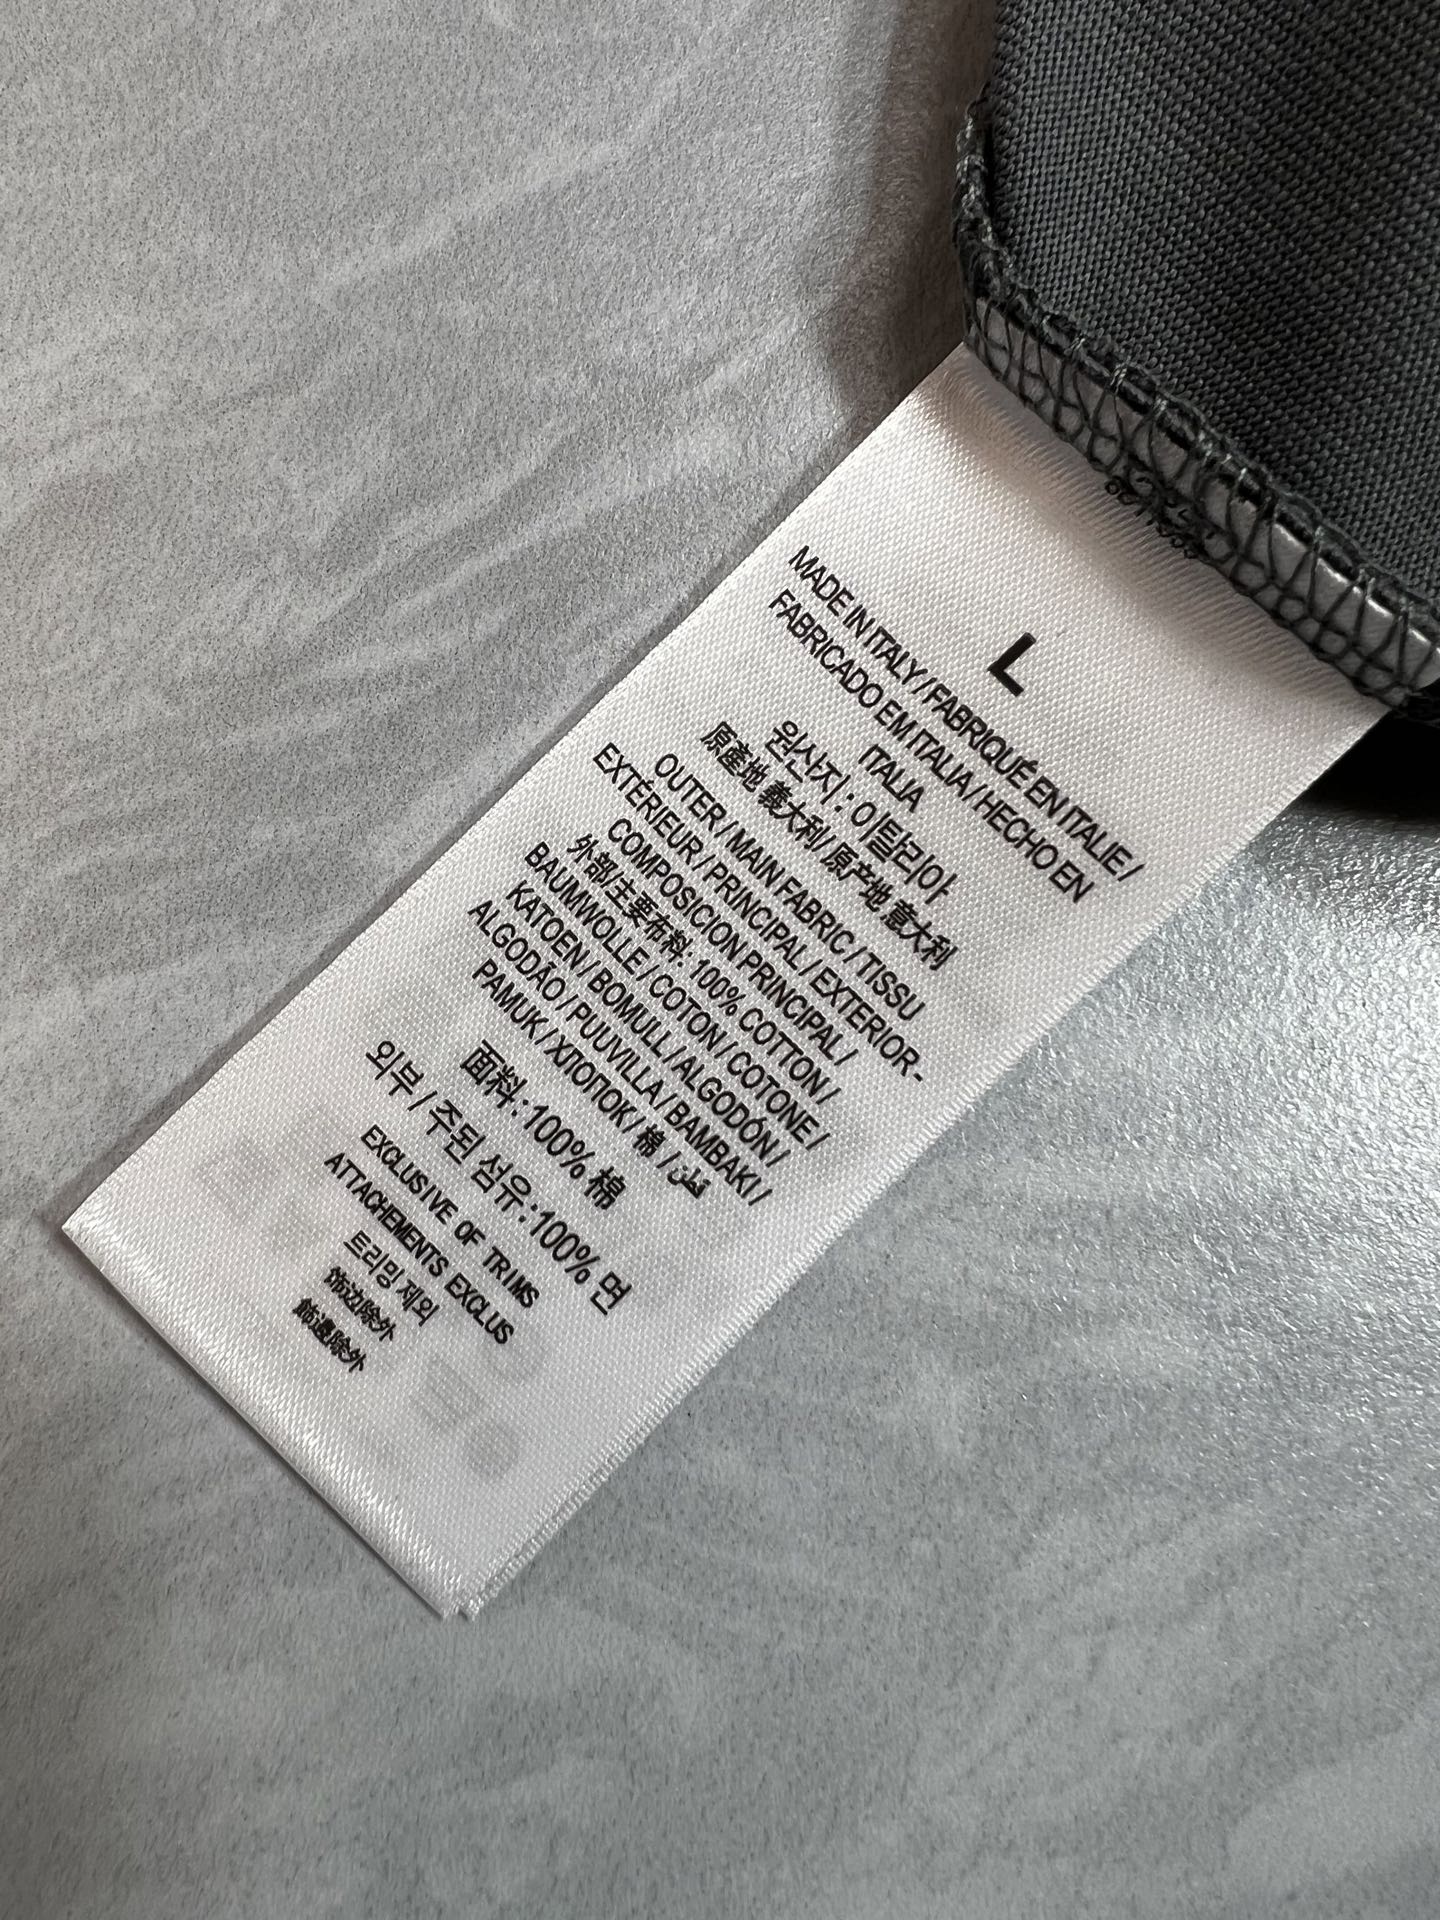 L
MADE IN ITALY / FABRIQUÉ EN ITALIE /
FABRICADO EM ITALIA / HECHO EN
ITALIA
원산지 : 이탈리아
原產地 義大利 / 原产地 意大利
OUTER / MAIN FABRIC / TISSU
EXTÉRIEUR / PRINCIPAL / EXTERIOR -
COMPOSICION PRINCIPAL /
外部/主要布料: 100% COTTON /
BAUMWOLLE / COTON / COTONE /
KATOEN / BOMULL / ALGODÓN /
ALGODÃO / PUUVILLA / BAMBAKI /
PAMUK / ХЛОПОК / 棉 /
面料 : 100% 棉
외부 / 주된 섬유 : 100% 면
EXCLUSIVE OF TRIMS
ATTACHEMENTS EXCLUS
트리밍 제외
饰边除外
飾邊除外